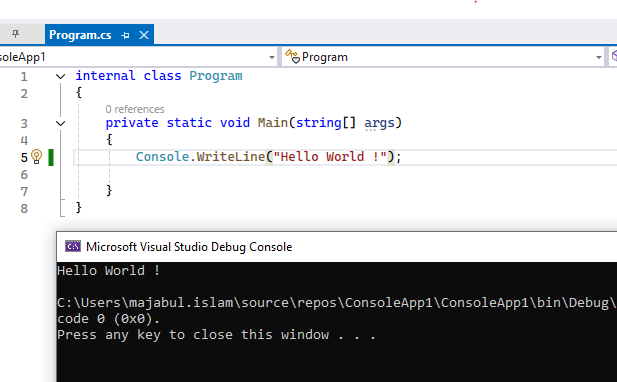 Program.cs
soleApp1
Program
1 internal class Program
2 {
0 references
3 private static void Main(string[] args)
4 {
5 Console.WriteLine("Hello World !");
6
7 }
8 }
Microsoft Visual Studio Debug Console
Hello World !
C:\Users\majabul.islam\source\repos\ConsoleApp1\ConsoleApp1\bin\Debug\
code 0 (0x0).
Press any key to close this window . . .